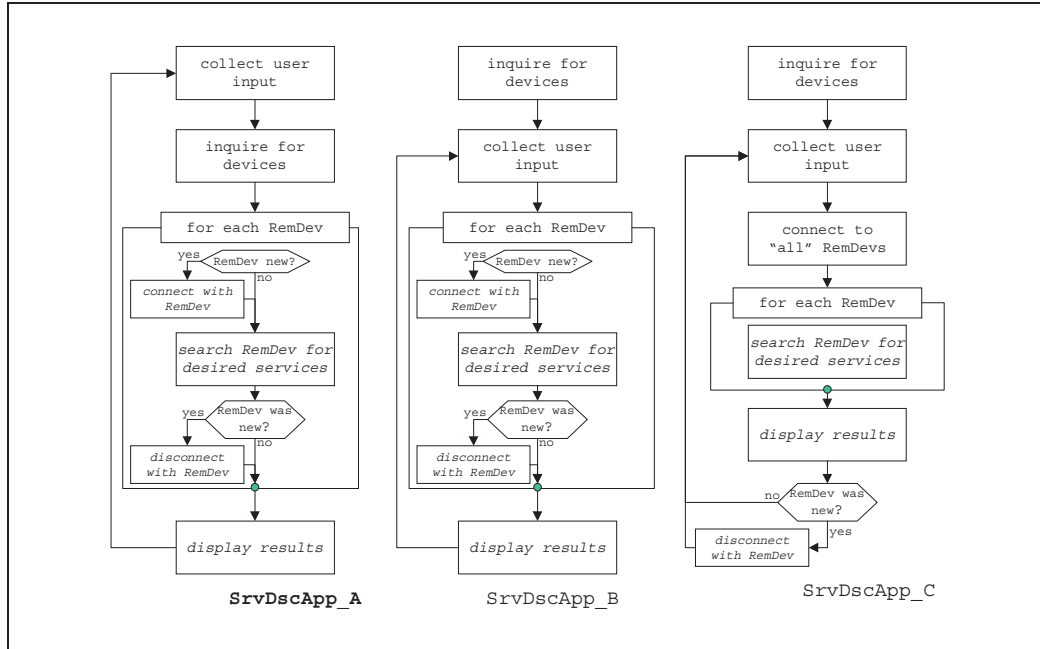 collect user
input
inquire for
devices
for each RemDev
yes
RemDev new?
no
connect with
RemDev
search RemDev for
desired services
yes
RemDev was
new?
no
disconnect
with RemDev
display results
SrvDscApp_A
inquire for
devices
collect user
input
for each RemDev
yes
RemDev new?
no
connect with
RemDev
search RemDev for
desired services
yes
RemDev was
new?
no
disconnect
with RemDev
display results
SrvDscApp_B
inquire for
devices
collect user
input
connect to
“all” RemDevs
for each RemDev
search RemDev for
desired services
display results
no
RemDev was
new?
yes
disconnect
with RemDev
SrvDscApp_C